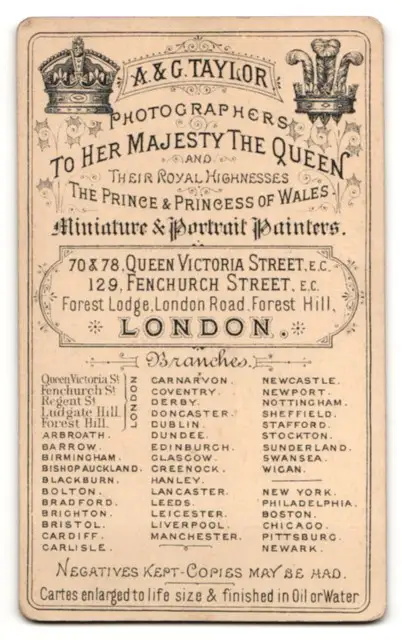 A. & G. TAYLOR
PHOTOGRAPHERS
TO HER MAJESTY THE QUEEN
AND
THEIR ROYAL HIGHNESSES
THE PRINCE & PRINCESS OF WALES.
Miniature & Portrait Painters.
70 & 78, QUEEN VICTORIA STREET, E.C.
129, FENCHURCH STREET, E.C.
Forest Lodge, London Road, Forest Hill,
LONDON.
Branches.
Queen Victoria St
Fenchurch St
Regent St
Ludgate Hill
Forest Hill.
LONDON
ARBROATH.
BARROW.
BIRMINGHAM.
BISHOP AUCKLAND.
BLACKBURN.
BOLTON.
BRADFORD.
BRIGHTON.
BRISTOL.
CARDIFF.
CARLISLE.
CARNARVON.
COVENTRY.
DERBY.
DONCASTER.
DUBLIN.
DUNDEE.
EDINBURGH.
GLASGOW.
GREENOCK.
HANLEY.
LANCASTER.
LEEDS.
LEICESTER.
LIVERPOOL.
MANCHESTER.
NEWCASTLE.
NEWPORT.
NOTTINGHAM.
SHEFFIELD.
STAFFORD.
STOCKTON.
SUNDERLAND.
SWANSEA.
WIGAN.
NEW YORK.
PHILADELPHIA.
BOSTON.
CHICAGO.
PITTSBURG.
NEWARK.
NEGATIVES KEPT-COPIES MAY BE HAD.
Cartes enlarged to life size & finished in Oil or Water